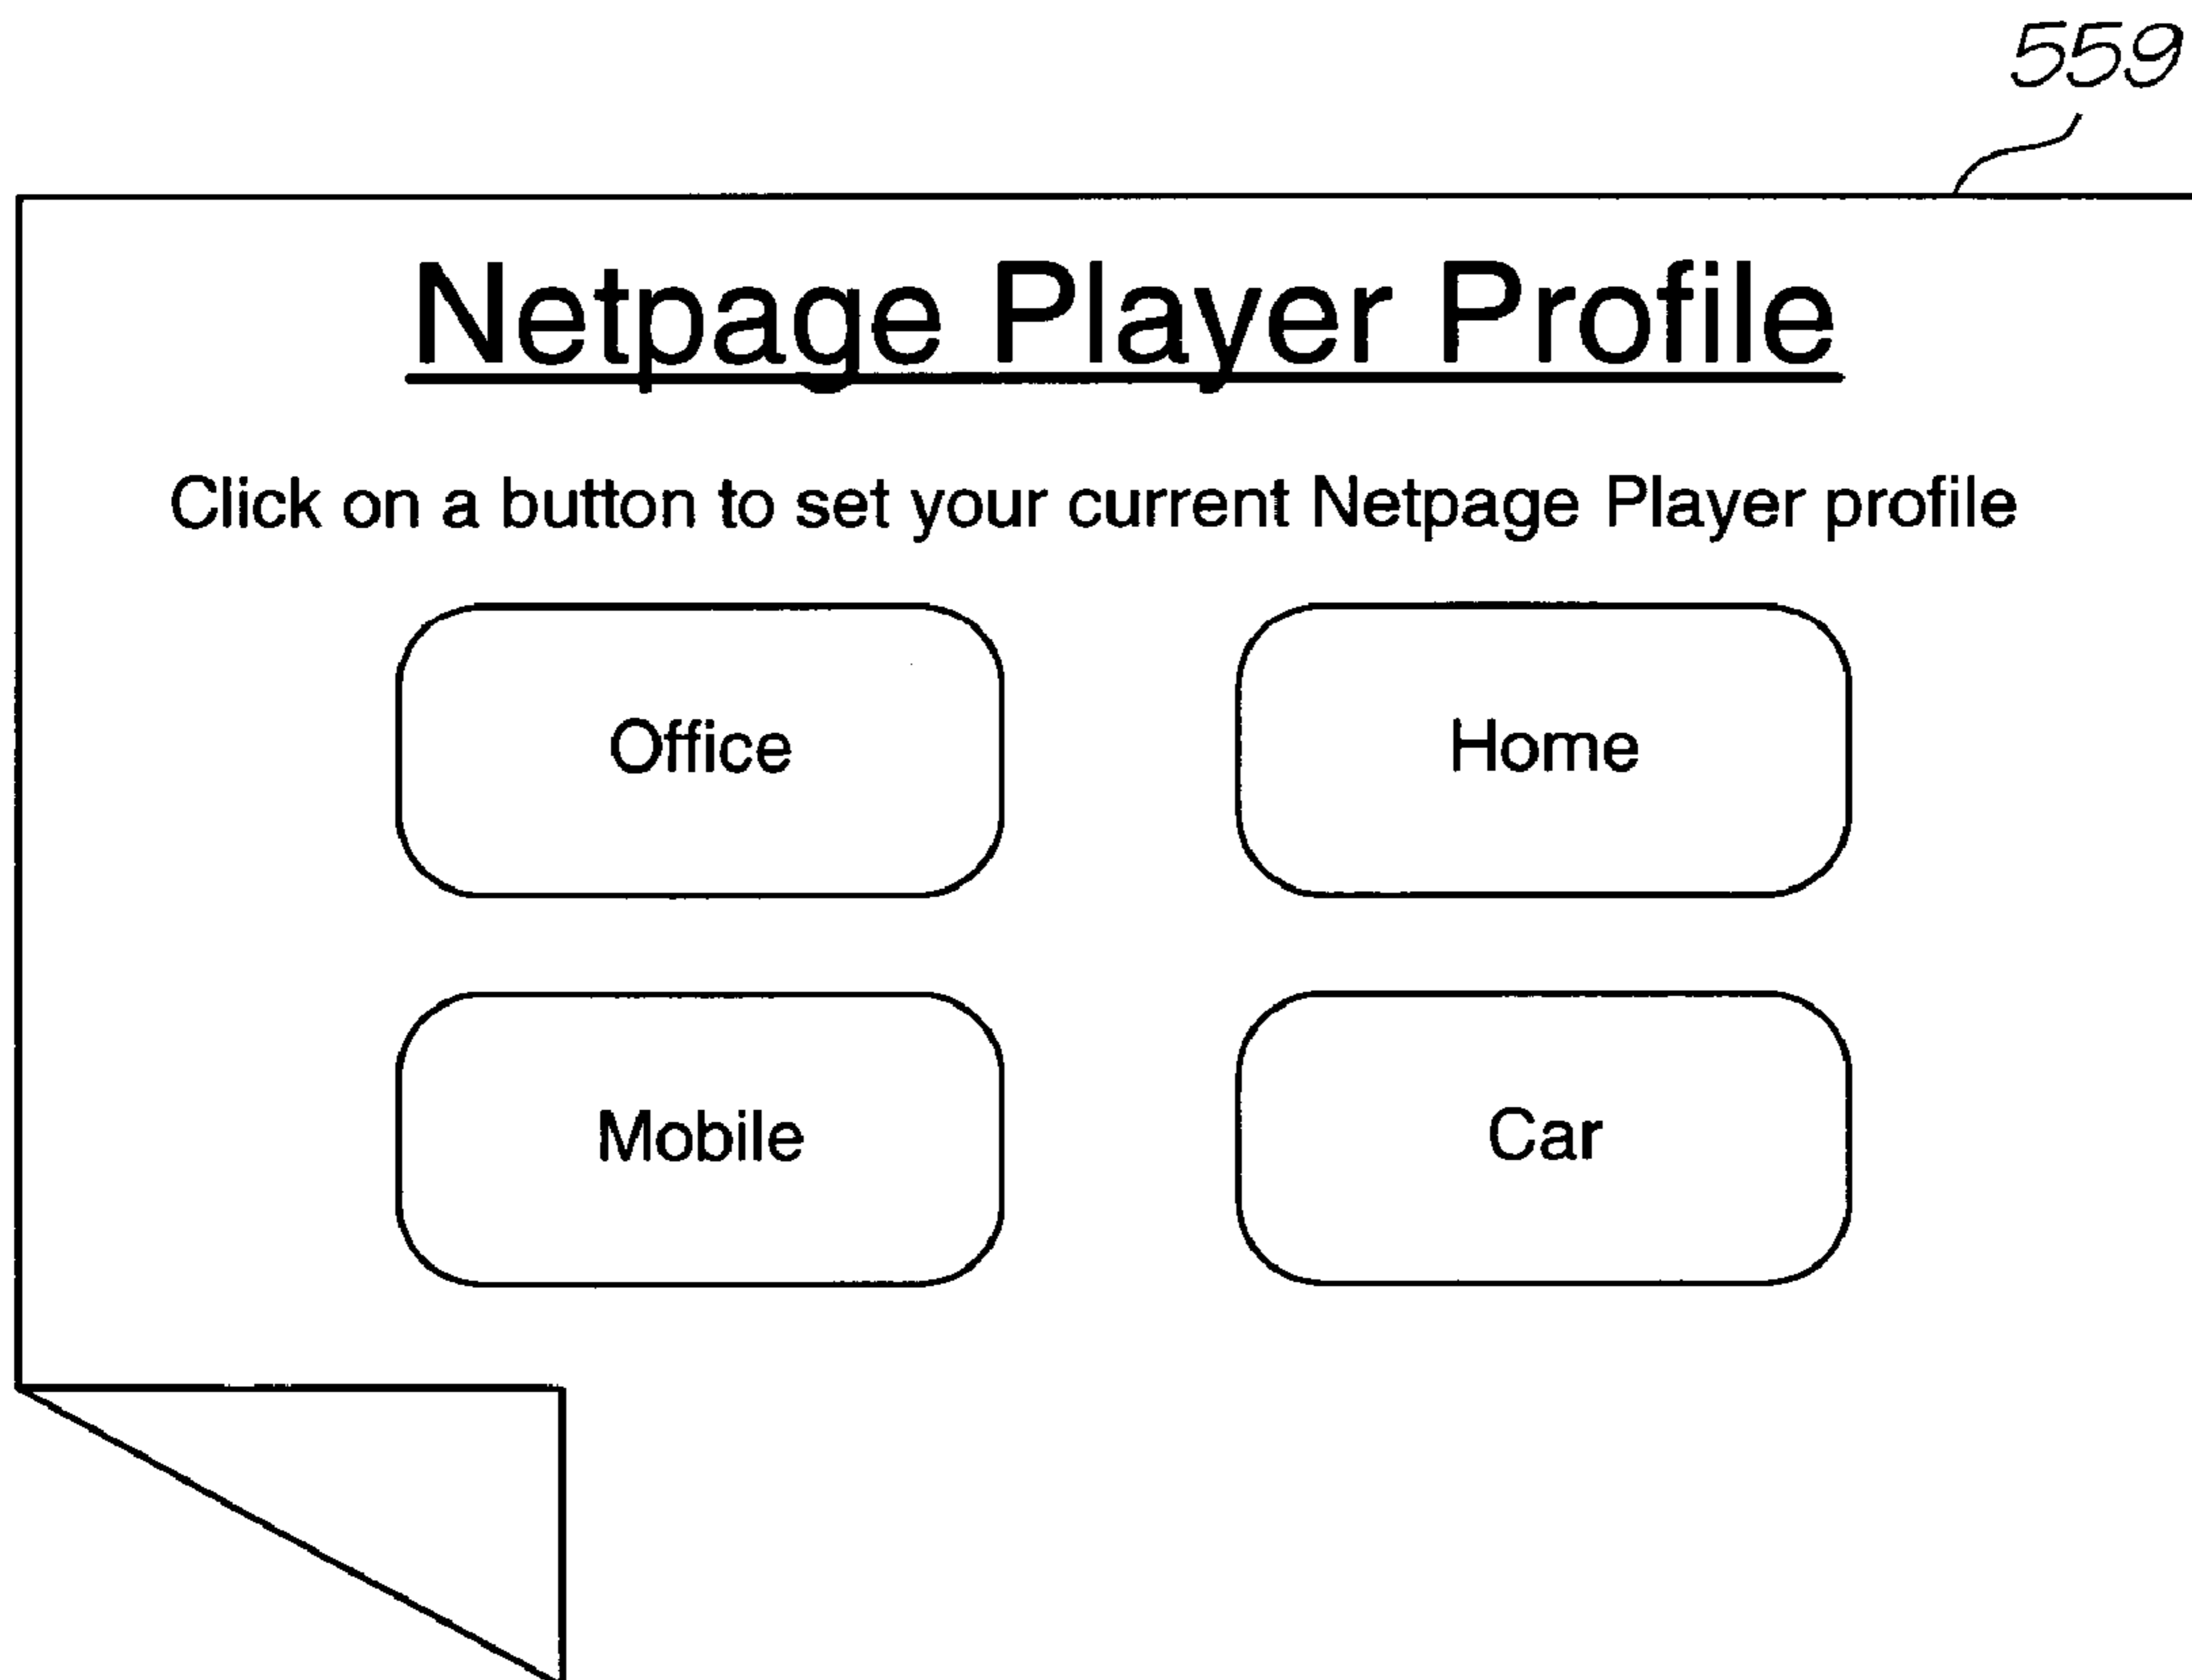 559
Netpage Player Profile
Click on a button to set your current Netpage Player profile
Office Home
Mobile Car